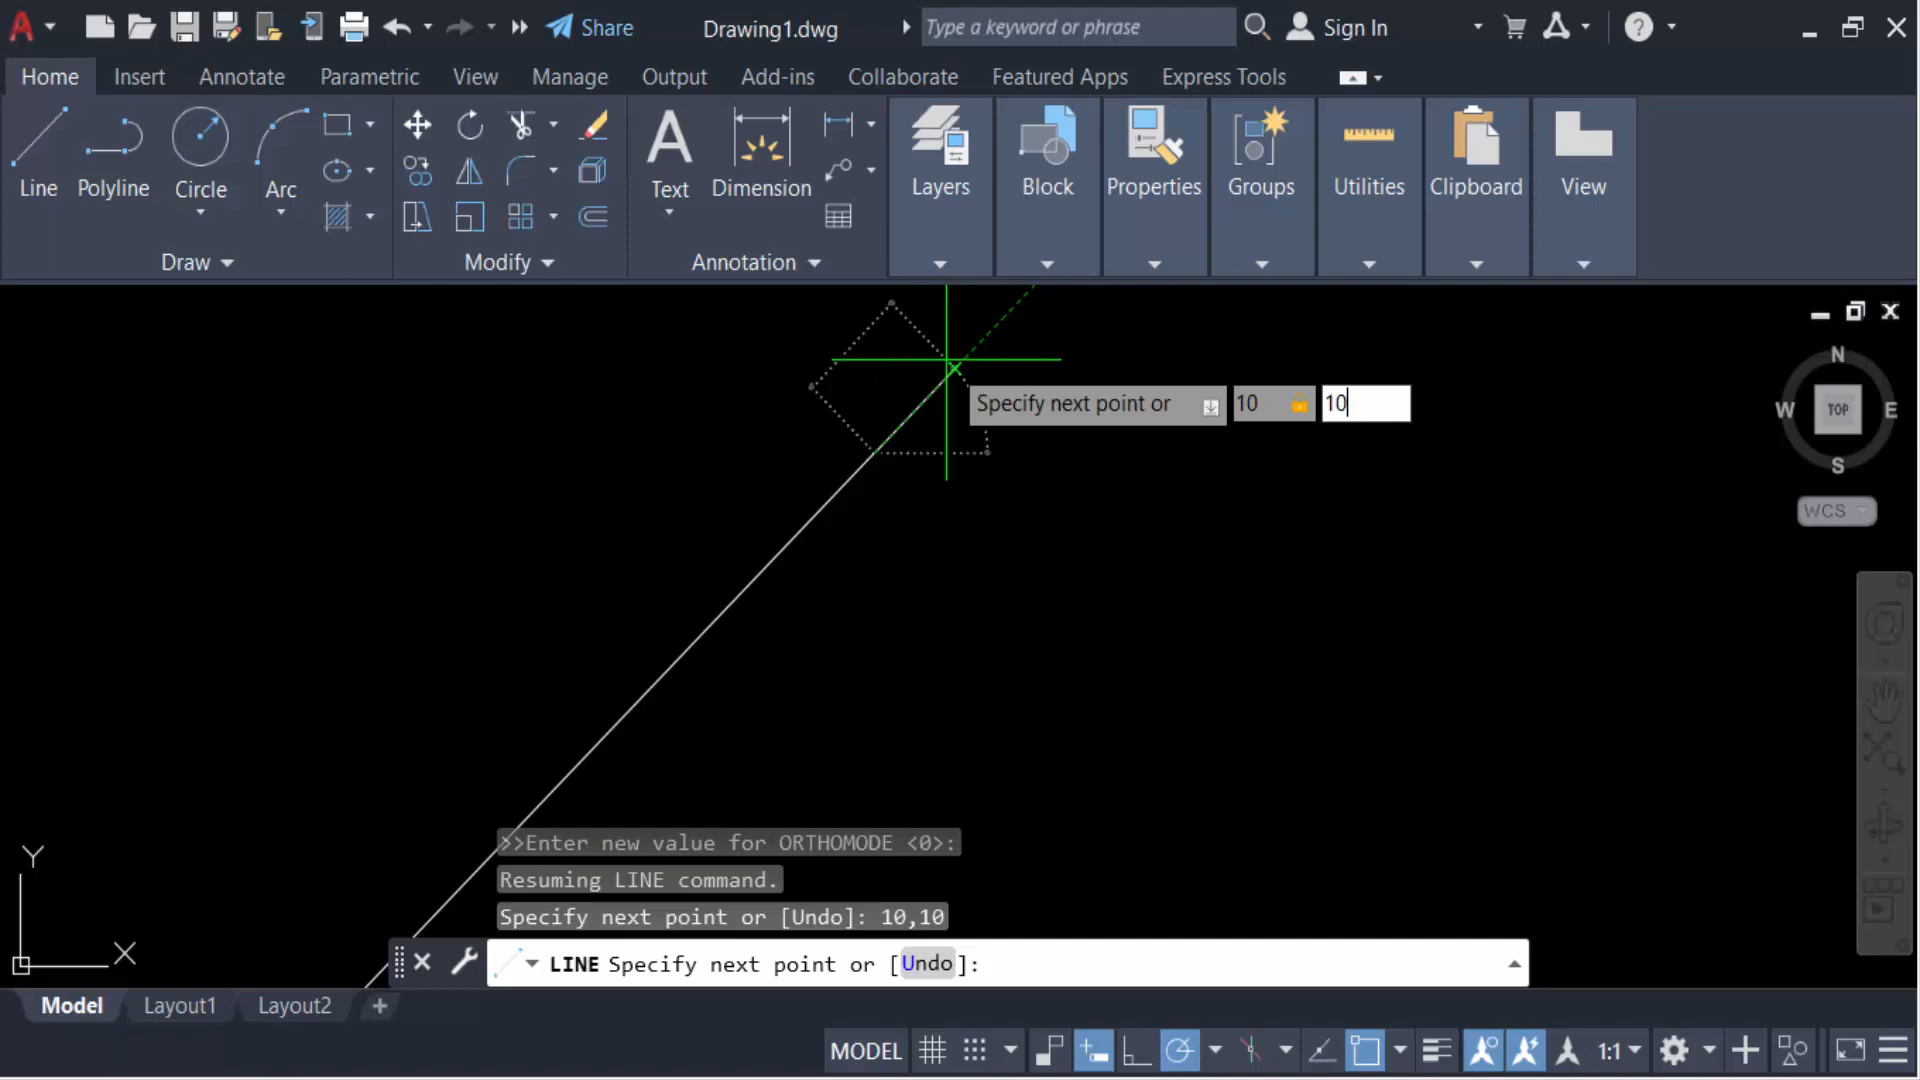 Share
Drawing1.dwg
Type a keyword or phrase
Sign In
Home Insert Annotate Parametric View Manage Output Add-ins Collaborate Featured Apps Express Tools
Line Polyline Circle Arc
Text Dimension
Layers Block Properties Groups Utilities Clipboard View
Draw Modify Annotation
N
W TOP E
S
WCS
Specify next point or 10 10
Y
X
>>Enter new value for ORTHOMODE <0>:
Resuming LINE command.
Specify next point or [Undo]: 10,10
LINE Specify next point or [Undo]:
Model Layout1 Layout2 +
MODEL 1:1